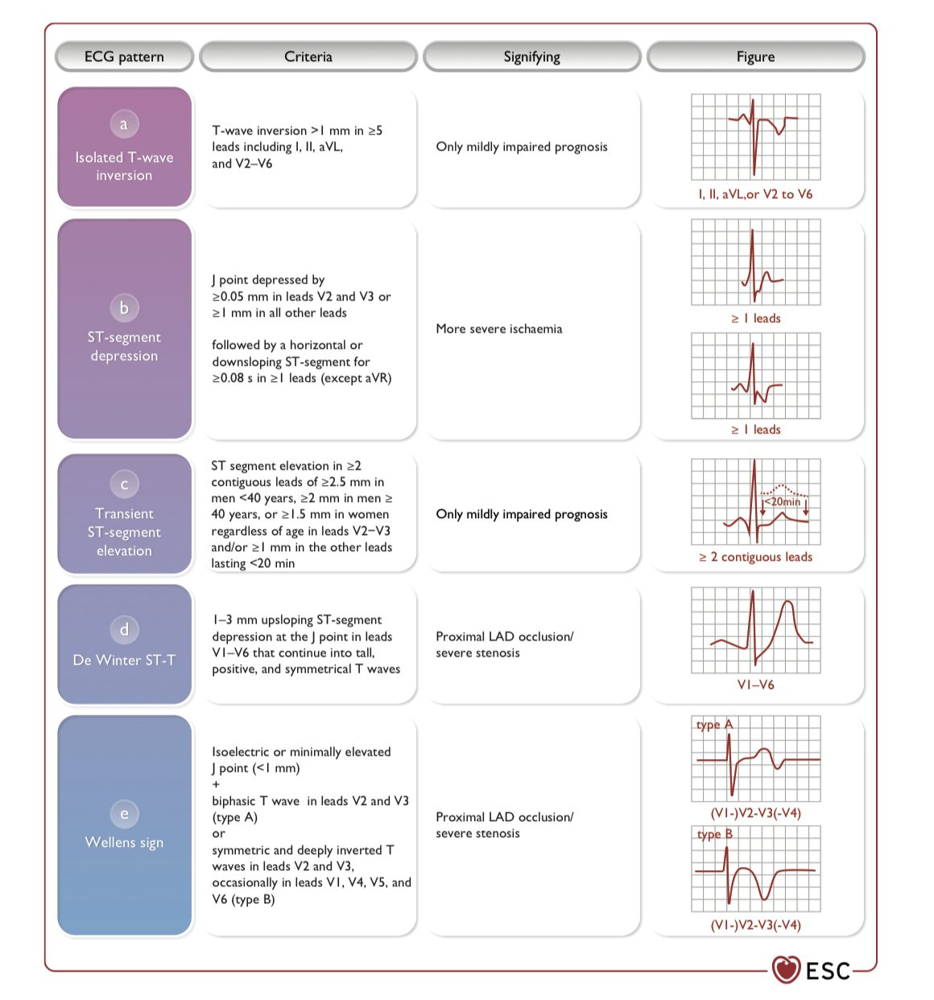 ECG pattern
Criteria
Signifying
Figure
a
Isolated T-wave
inversion
T-wave inversion >1 mm in ≥5
leads including I, II, aVL,
and V2–V6
Only mildly impaired prognosis
I, II, aVL,or V2 to V6
b
ST-segment
depression
J point depressed by
≥0.05 mm in leads V2 and V3 or
≥1 mm in all other leads
followed by a horizontal or
downsloping ST-segment for
≥0.08 s in ≥1 leads (except aVR)
More severe ischaemia
≥ 1 leads
≥ 1 leads
c
Transient
ST-segment
elevation
ST segment elevation in ≥2
contiguous leads of ≥2.5 mm in
men <40 years, ≥2 mm in men ≥
40 years, or ≥1.5 mm in women
regardless of age in leads V2–V3
and/or ≥1 mm in the other leads
lasting <20 min
Only mildly impaired prognosis
<20min
≥ 2 contiguous leads
d
De Winter ST-T
1–3 mm upsloping ST-segment
depression at the J point in leads
V1–V6 that continue into tall,
positive, and symmetrical T waves
Proximal LAD occlusion/
severe stenosis
V1–V6
e
Wellens sign
Isoelectric or minimally elevated
J point (<1 mm)
+
biphasic T wave in leads V2 and V3
(type A)
or
symmetric and deeply inverted T
waves in leads V2 and V3,
occasionally in leads V1, V4, V5, and
V6 (type B)
Proximal LAD occlusion/
severe stenosis
type A
(V1-)V2-V3(-V4)
type B
(V1-)V2-V3(-V4)
ESC